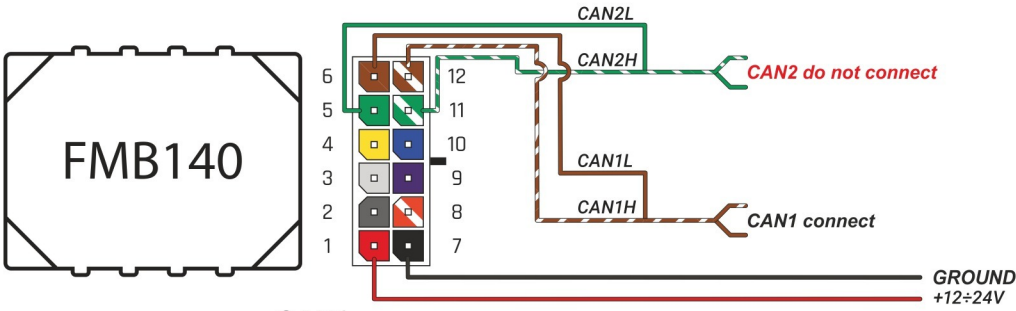 CAN2L
CAN2H
CAN2 do not connect
FMB140
6 12
5 11
4 10
3 9
2 8
1 7
CAN1L
CAN1H
CAN1 connect
GROUND
+12÷24V